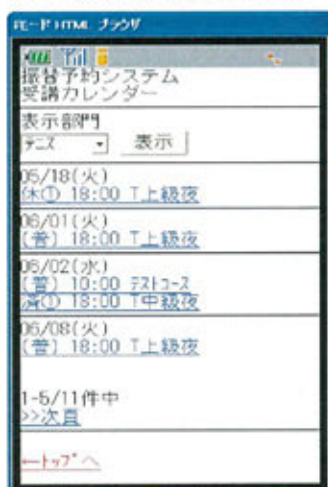 iモードHTML ブラウザ
振替予約システム
受講カレンダー
表示部門
テニス 表示
05/18(火)
(休① 18:00 T上級夜
06/01(火)
(普) 18:00 T上級夜
06/02(水)
(普) 10:00 テストコース
済① 18:00 T中級夜
06/08(火)
(普) 18:00 T上級夜
1-5/11件中
>>次頁
←トップへ